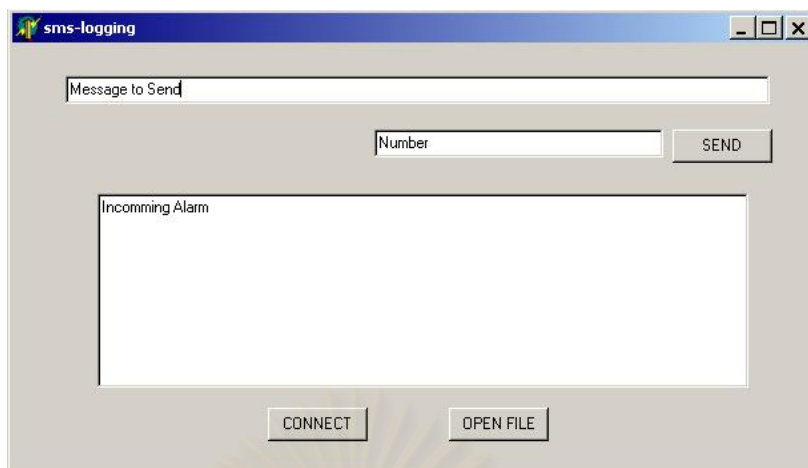 sms-logging
Message to Send
Number
SEND
Incomming Alarm
CONNECT
OPEN FILE